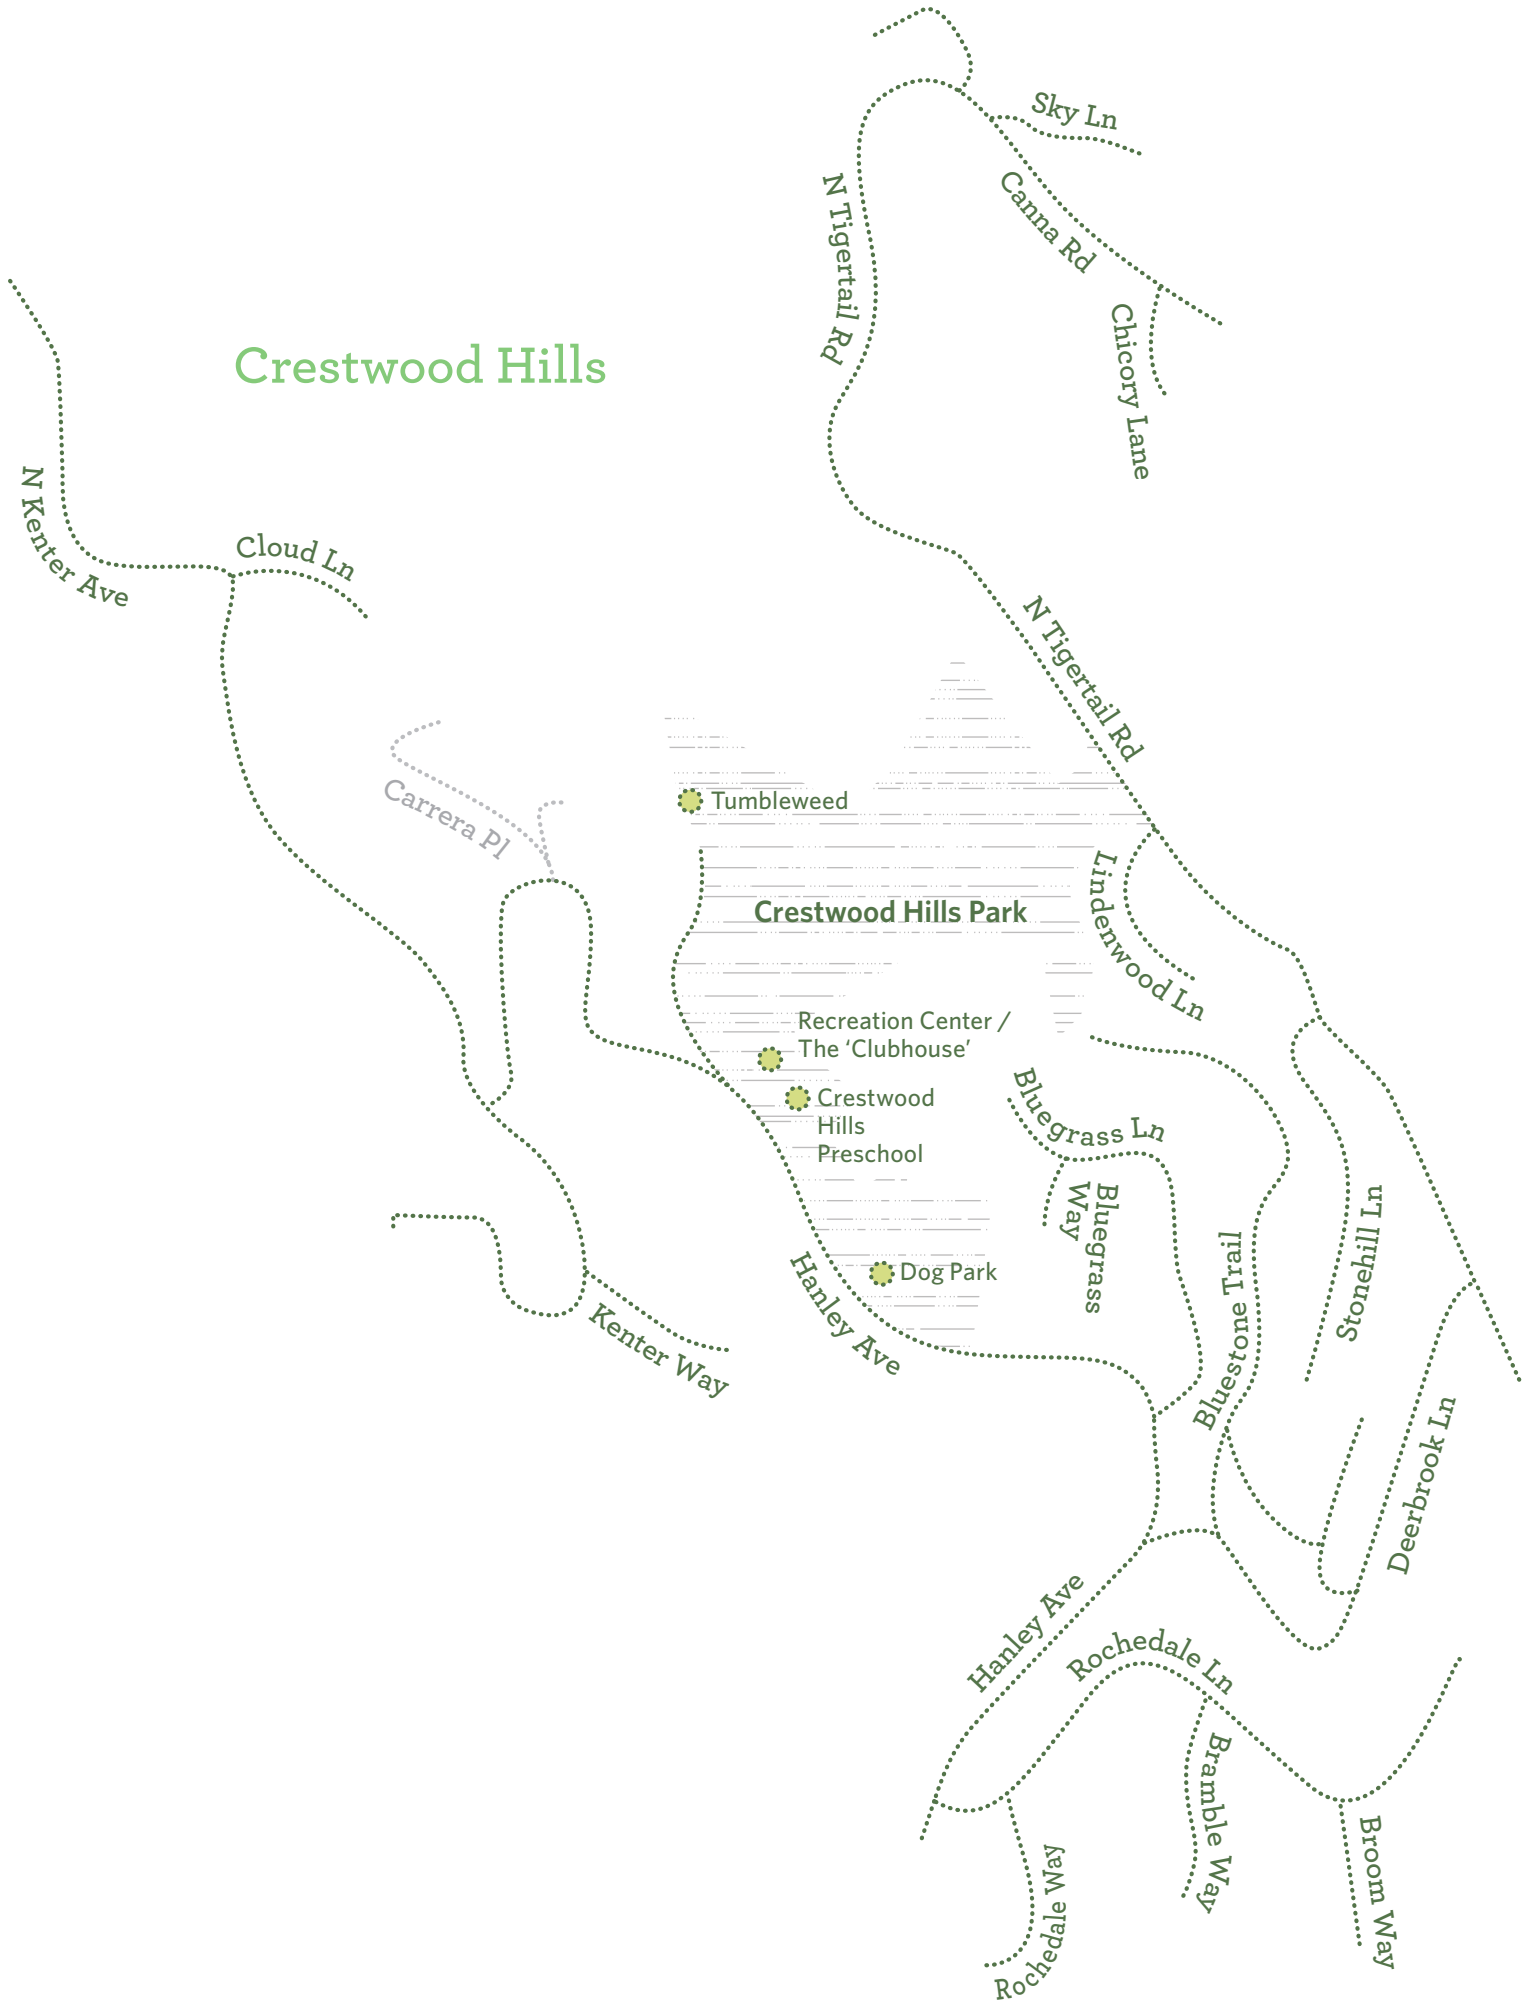 Sky Ln
N Tigertail Rd
Canna Rd
Chicory Lane
Crestwood Hills
N Kenter Ave
Cloud Ln
N Tigertail Rd
Carrera Pl
Tumbleweed
Lindenwood Ln
Crestwood Hills Park
Recreation Center /
The ‘Clubhouse’
Crestwood
Hills
Preschool
Bluegrass Ln
Bluegrass
Way
Stonehill Ln
Bluestone Trail
Dog Park
Hanley Ave
Kenter Way
Deerbrook Ln
Hanley Ave
Rochedale Ln
Bramble Way
Broom Way
Rochedale Way